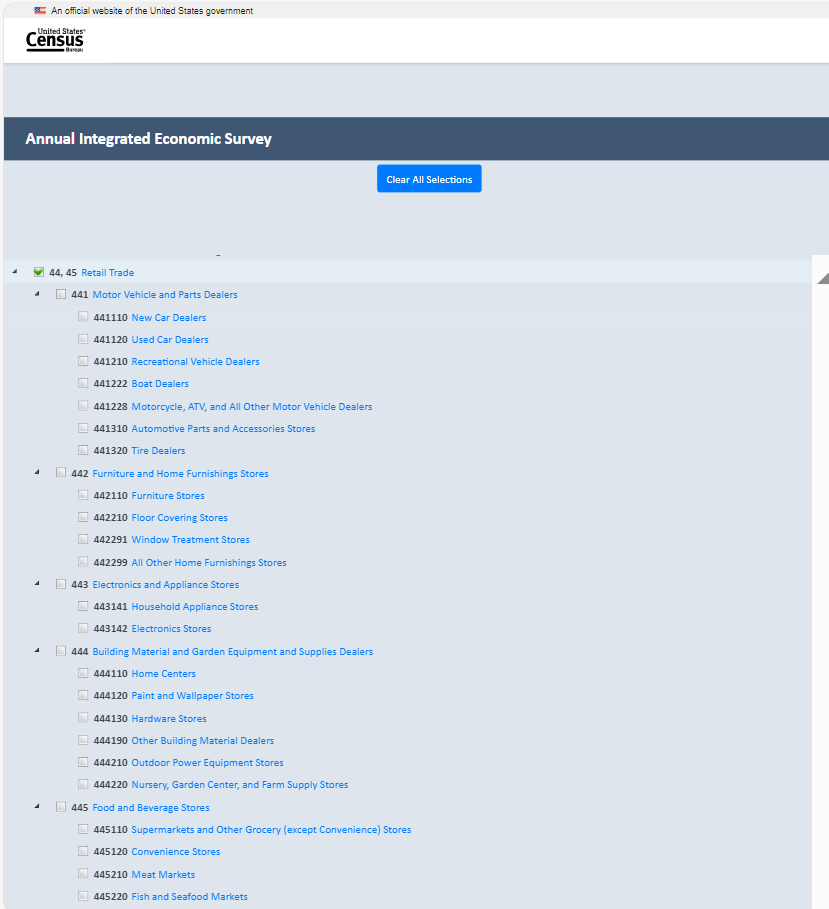 An official website of the United States government
United States®
Census
Bureau
Annual Integrated Economic Survey
Clear All Selections
44, 45 Retail Trade
441 Motor Vehicle and Parts Dealers
441110 New Car Dealers
441120 Used Car Dealers
441210 Recreational Vehicle Dealers
441222 Boat Dealers
441228 Motorcycle, ATV, and All Other Motor Vehicle Dealers
441310 Automotive Parts and Accessories Stores
441320 Tire Dealers
442 Furniture and Home Furnishings Stores
442110 Furniture Stores
442210 Floor Covering Stores
442291 Window Treatment Stores
442299 All Other Home Furnishings Stores
443 Electronics and Appliance Stores
443141 Household Appliance Stores
443142 Electronics Stores
444 Building Material and Garden Equipment and Supplies Dealers
444110 Home Centers
444120 Paint and Wallpaper Stores
444130 Hardware Stores
444190 Other Building Material Dealers
444210 Outdoor Power Equipment Stores
444220 Nursery, Garden Center, and Farm Supply Stores
445 Food and Beverage Stores
445110 Supermarkets and Other Grocery (except Convenience) Stores
445120 Convenience Stores
445210 Meat Markets
445220 Fish and Seafood Markets